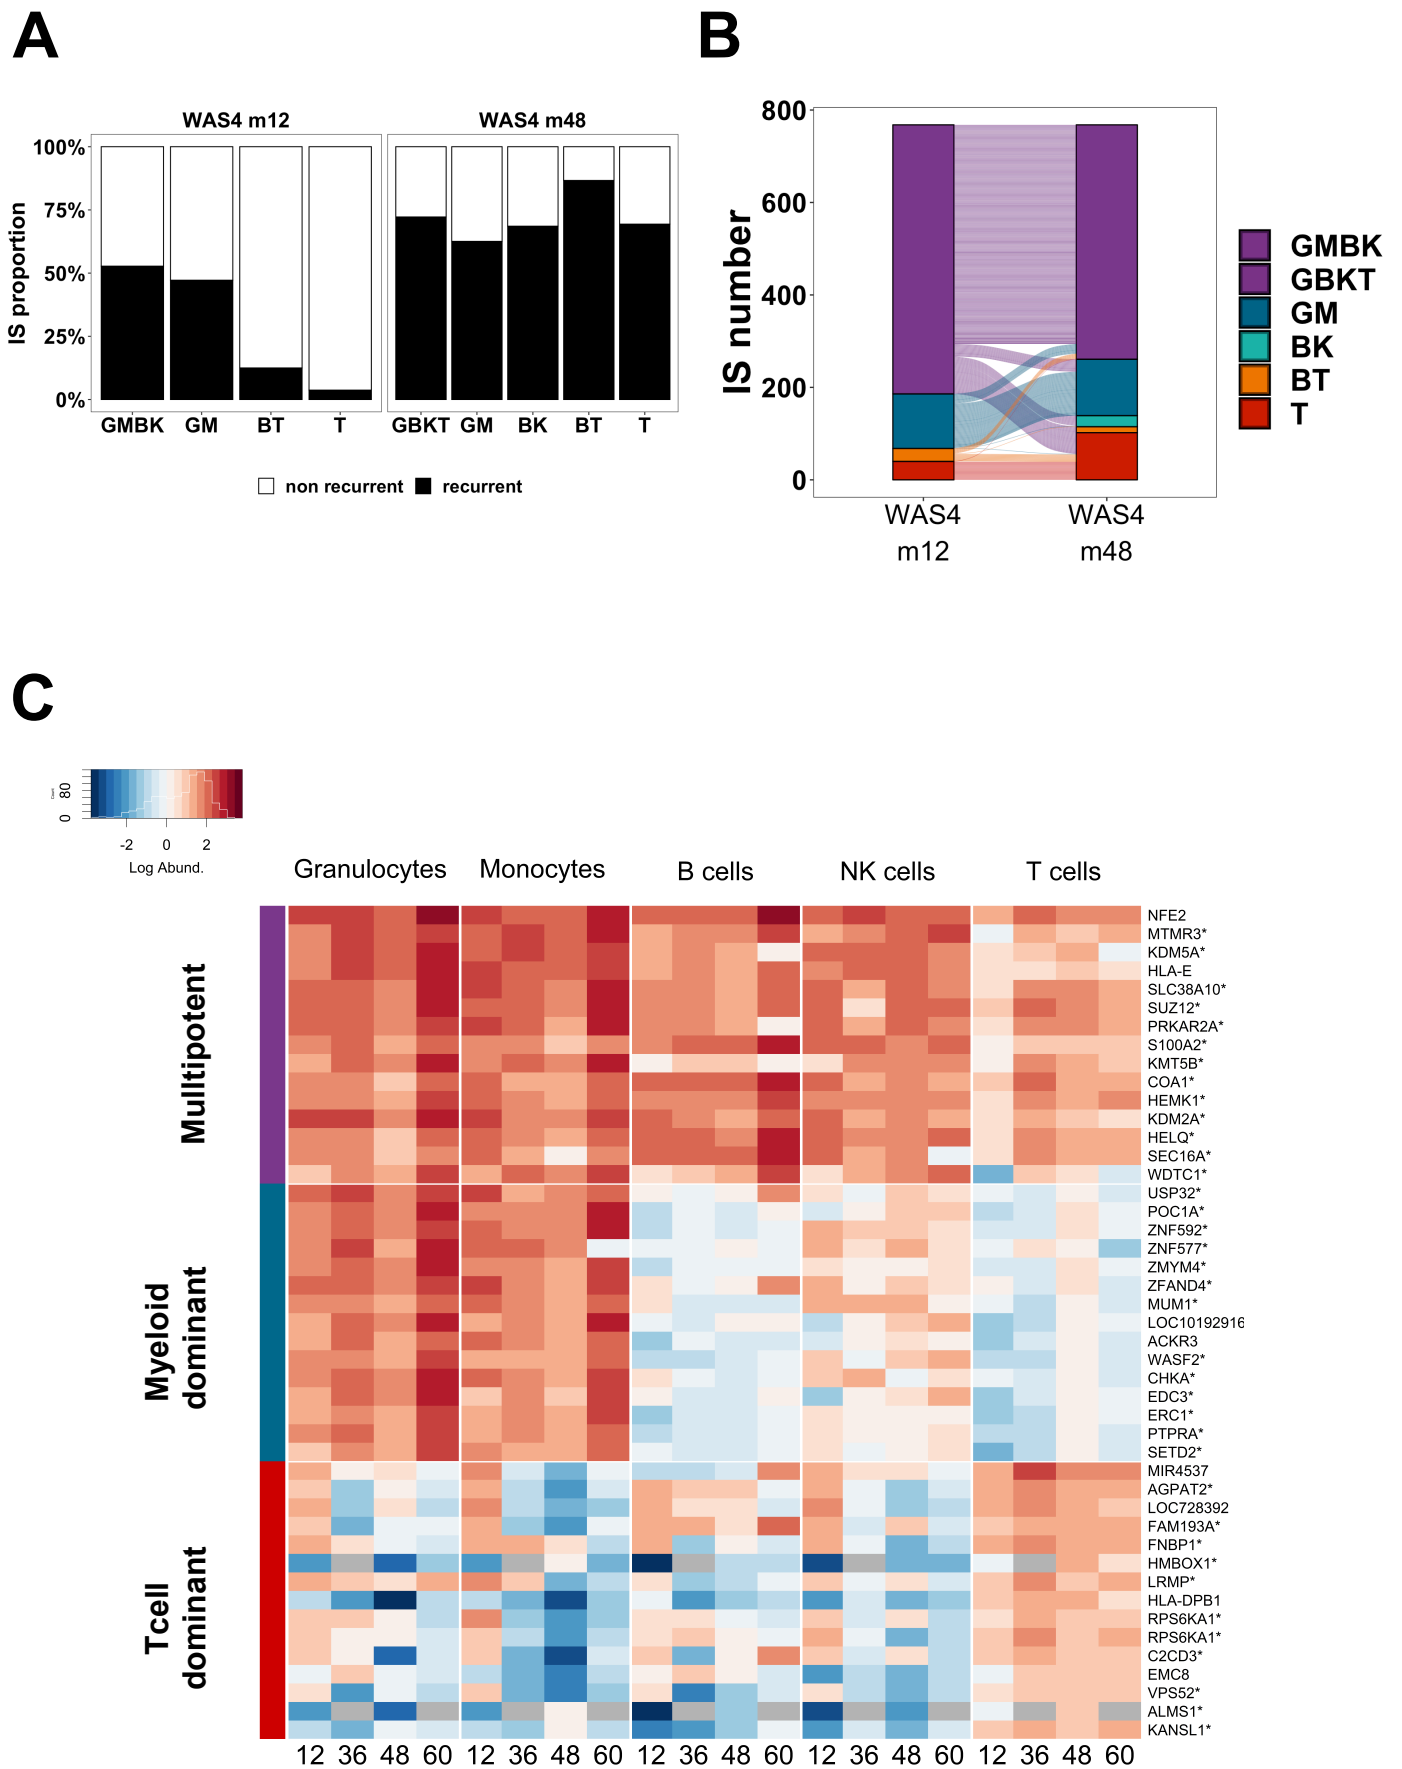 A
WAS4 m12
WAS4 m48
IS proportion
100%
75%
50%
25%
0%
GMBK GM BT T
GBKT GM BK BT T
non recurrent recurrent
B
IS number
800
600
400
200
0
WAS4
m12
WAS4
m48
GMBK
GBKT
GM
BK
BT
T
C
Count
0 80
-2 0 2
Log Abund.
Granulocytes Monocytes B cells NK cells T cells
Mulltipotent
Myeloid
dominant
Tcell
dominant
NFE2
MTMR3*
KDM5A*
HLA-E
SLC38A10*
SUZ12*
PRKAR2A*
S100A2*
KMT5B*
COA1*
HEMK1*
KDM2A*
HELQ*
SEC16A*
WDTC1*
USP32*
POC1A*
ZNF592*
ZNF577*
ZMYM4*
ZFAND4*
MUM1*
LOC10192916
ACKR3
WASF2*
CHKA*
EDC3*
ERC1*
PTPRA*
SETD2*
MIR4537
AGPAT2*
LOC728392
FAM193A*
FNBP1*
HMBOX1*
LRMP*
HLA-DPB1
RPS6KA1*
RPS6KA1*
C2CD3*
EMC8
VPS52*
ALMS1*
KANSL1*
12 36 48 60 12 36 48 60 12 36 48 60 12 36 48 60 12 36 48 60